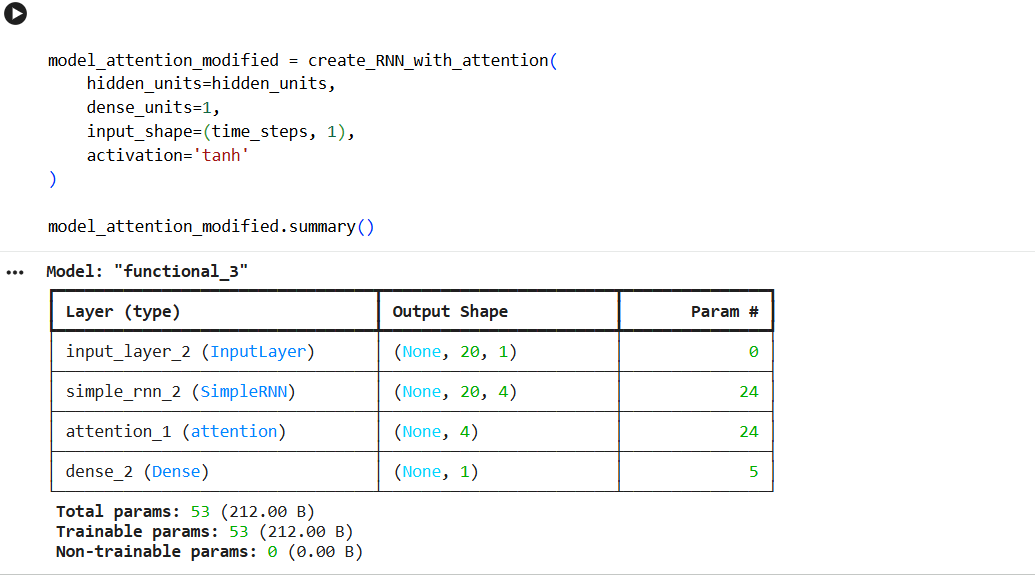 model_attention_modified = create_RNN_with_attention(
    hidden_units=hidden_units,
    dense_units=1,
    input_shape=(time_steps, 1),
    activation='tanh'
)
model_attention_modified.summary()
Model: "functional_3"
Layer (type) Output Shape Param #
input_layer_2 (InputLayer) (None, 20, 1) 0
simple_rnn_2 (SimpleRNN) (None, 20, 4) 24
attention_1 (attention) (None, 4) 24
dense_2 (Dense) (None, 1) 5
Total params: 53 (212.00 B)
Trainable params: 53 (212.00 B)
Non-trainable params: 0 (0.00 B)